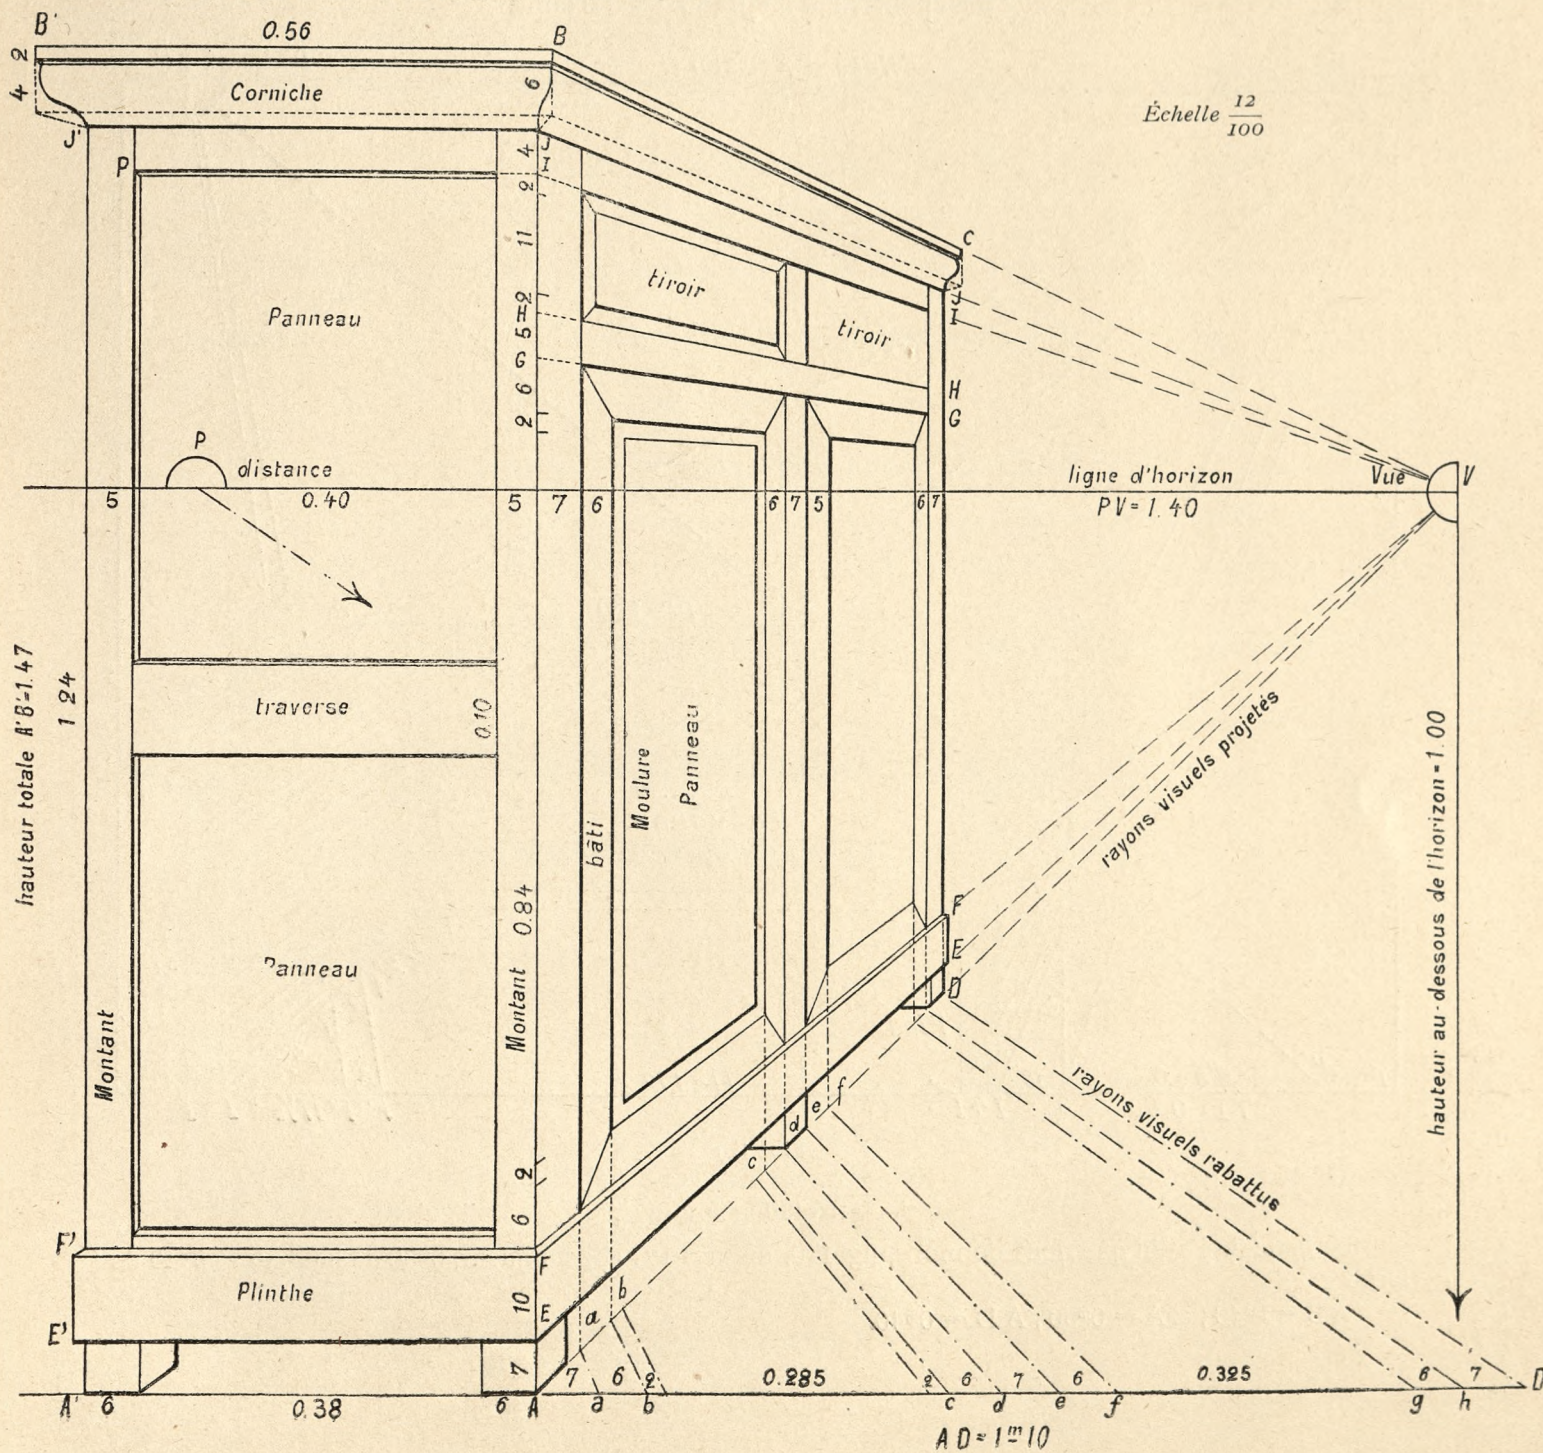 B'
0.56
B
2
4
Corniche
6
Échelle 12/100
J'
P
4
J
I
2
11
C
tiroir
Panneau
2
H
5
tiroir
J
I
G
6
H
2
G
P
distance
ligne d'horizon
Vue
V
5
0.40
5
7
6
6
7
5
6
7
PV=1.40
hauteur totale A'B'=1.47
1 24
traverse
0.10
Moulure
Panneau
bâti
rayons visuels projetés
hauteur au-dessous de l'horizon = 1.00
Montant 0.84
F
E
D
Panneau
Montant
rayons visuels rabattus
f
e
d
c
2
6
F'
F
Plinthe
10
E
b
a
E'
7
7
6
2
0.285
2
6
7
6
0.325
6
7
D
A'
6
0.38
6
A
a
b
c
d
e
f
g
h
AD=1m10